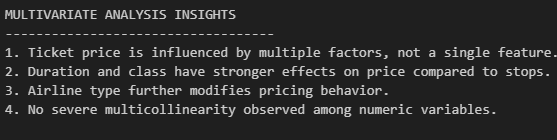 MULTIVARIATE ANALYSIS INSIGHTS
-----------------------------------
1. Ticket price is influenced by multiple factors, not a single feature.
2. Duration and class have stronger effects on price compared to stops.
3. Airline type further modifies pricing behavior.
4. No severe multicollinearity observed among numeric variables.